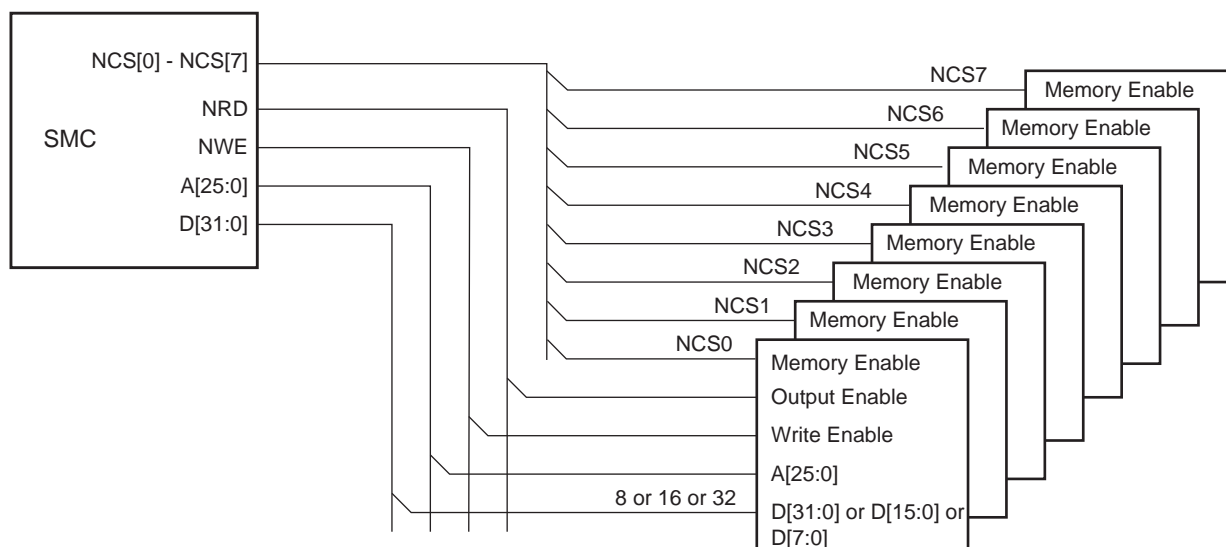 NCS[0] - NCS[7]
NRD
SMC
NWE
A[25:0]
D[31:0]
NCS7
Memory Enable
NCS6
Memory Enable
NCS5
Memory Enable
NCS4
Memory Enable
NCS3
Memory Enable
NCS2
Memory Enable
NCS1
Memory Enable
NCS0
Memory Enable
Output Enable
Write Enable
A[25:0]
8 or 16 or 32
D[31:0] or D[15:0] or
D[7:0]